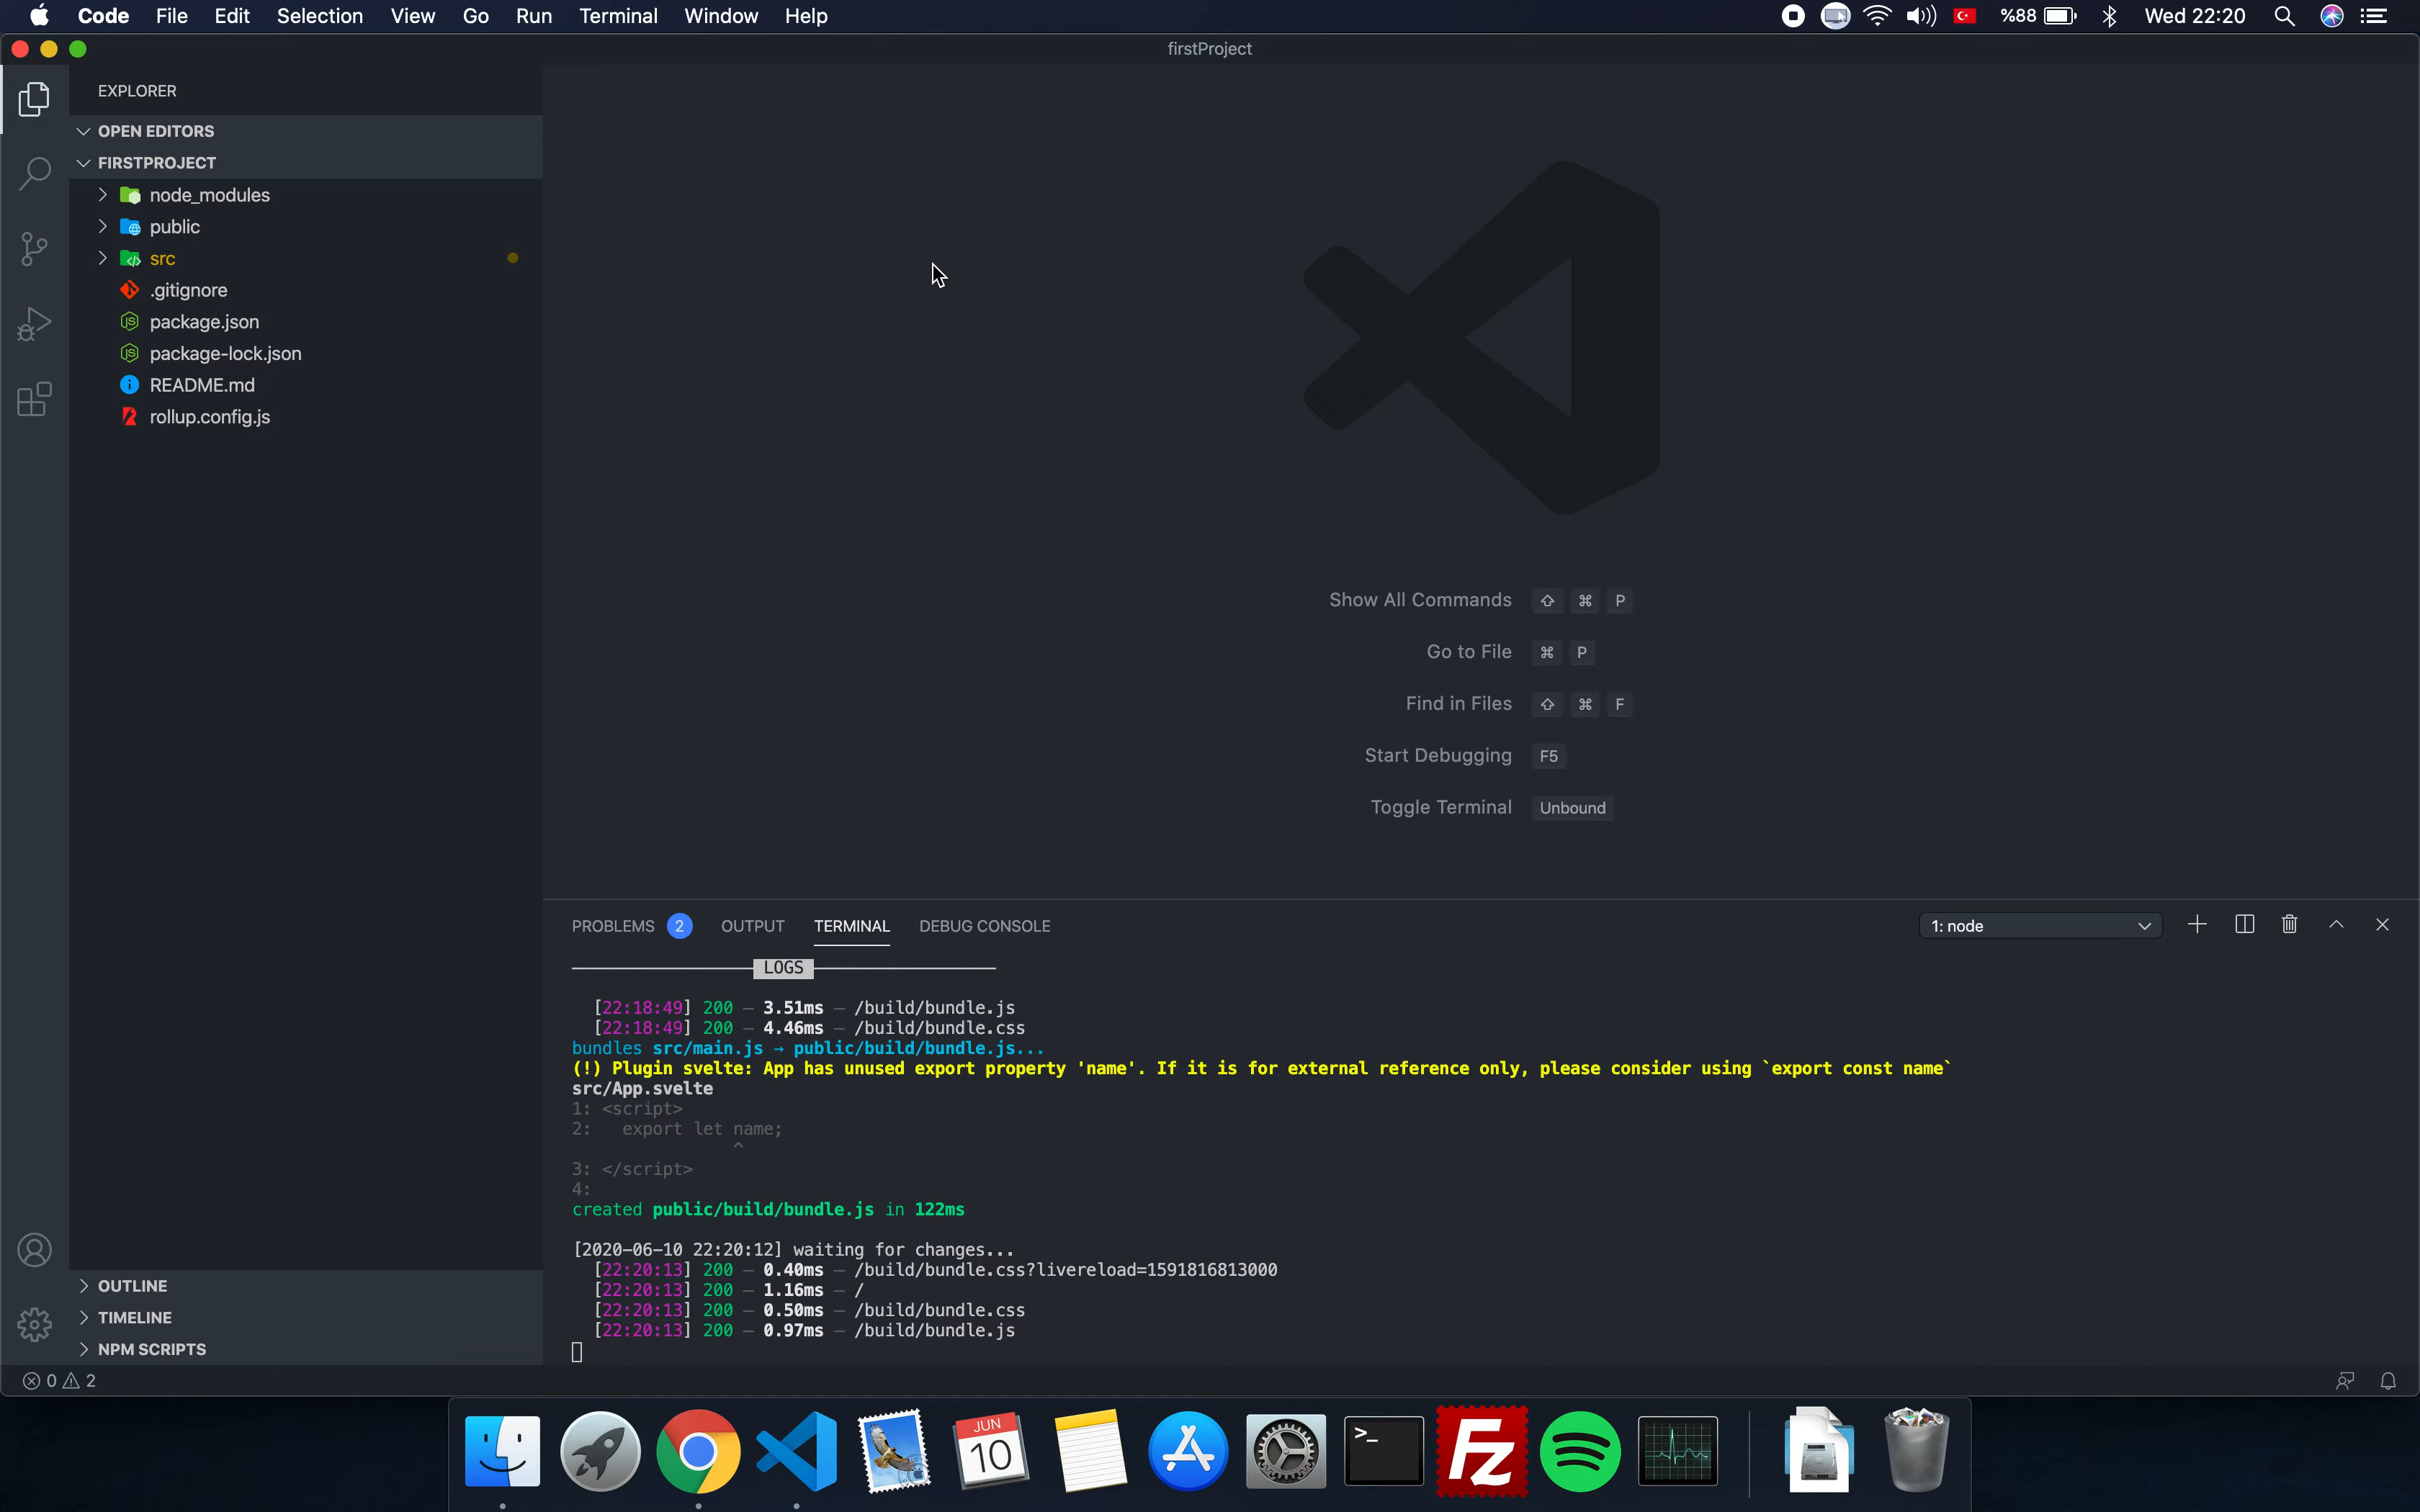 Code File Edit Selection View Go Run Terminal Window Help %88 Wed 22:20
firstProject
EXPLORER
OPEN EDITORS
FIRSTPROJECT
node_modules
public
src
.gitignore
package.json
package-lock.json
README.md
rollup.config.js
OUTLINE
TIMELINE
NPM SCRIPTS
Show All Commands ⇧ ⌘ P
Go to File ⌘ P
Find in Files ⇧ ⌘ F
Start Debugging F5
Toggle Terminal Unbound
PROBLEMS 2 OUTPUT TERMINAL DEBUG CONSOLE 1: node
LOGS
[22:18:49] 200 — 3.51ms — /build/bundle.js
[22:18:49] 200 — 4.46ms — /build/bundle.css
bundles src/main.js → public/build/bundle.js...
(!) Plugin svelte: App has unused export property 'name'. If it is for external reference only, please consider using `export const name`
src/App.svelte
1: <script>
2:   export let name;
^
3: </script>
4:
created public/build/bundle.js in 122ms
[2020-06-10 22:20:12] waiting for changes...
[22:20:13] 200 — 0.40ms — /build/bundle.css?livereload=1591816813000
[22:20:13] 200 — 1.16ms — /
[22:20:13] 200 — 0.50ms — /build/bundle.css
[22:20:13] 200 — 0.97ms — /build/bundle.js
0 2
JUN
10
>_
Fz